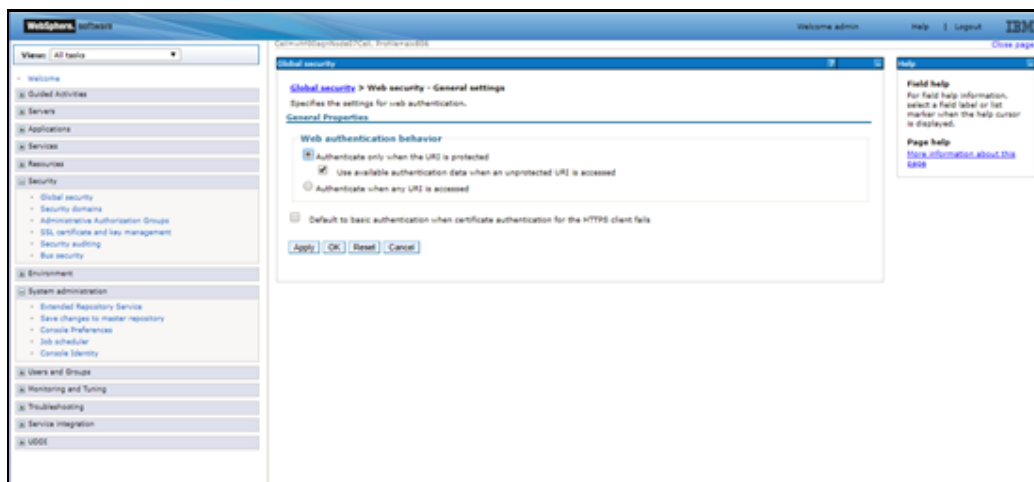 WebSphere. software
Welcome admin
Help | Logout
IBM
View: All tasks
Close page
Welcome
Guided Activities
Servers
Applications
Services
Resources
Security
Global security
Security domains
Administrative Authorization Groups
SSL certificate and key management
Security auditing
Bus security
Environment
System administration
Extended Repository Service
Save changes to master repository
Console Preferences
Job scheduler
Console Identity
Users and Groups
Monitoring and Tuning
Troubleshooting
Service integration
UDDI
Global security
?
Global security > Web security - General settings
Specifies the settings for web authentication.
General Properties
Web authentication behavior
Authenticate only when the URI is protected
Use available authentication data when an unprotected URI is accessed
Authenticate when any URI is accessed
Default to basic authentication when certificate authentication for the HTTPS client fails
Apply OK Reset Cancel
Help
Field help
For field help information,
select a field label or list
marker when the help cursor
is displayed.
Page help
More information about this
page